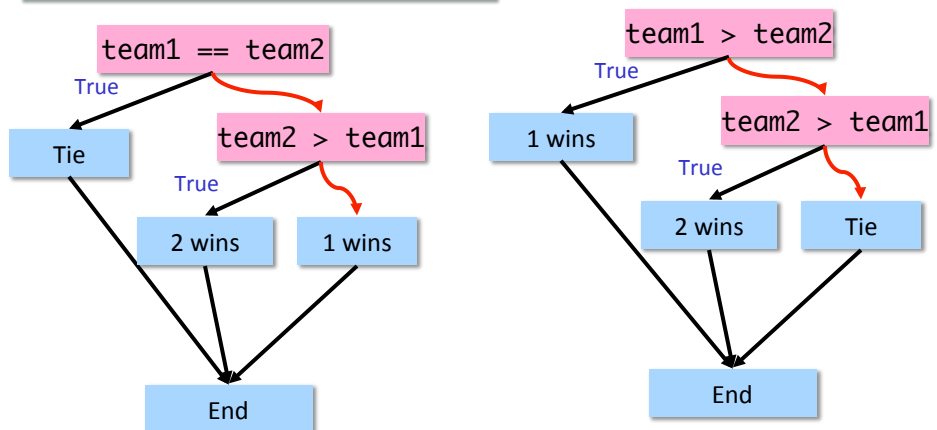 team1 == team2
True
Tie
team2 > team1
True
2 wins
1 wins
End
team1 > team2
True
1 wins
team2 > team1
True
2 wins
Tie
End